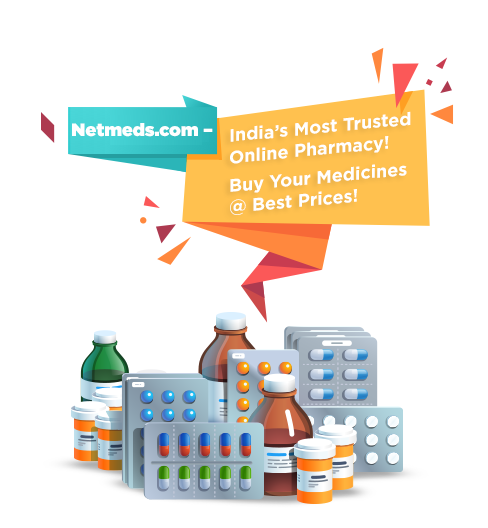 Netmeds.com –
India's Most Trusted
Online Pharmacy!
Buy Your Medicines
@ Best Prices!